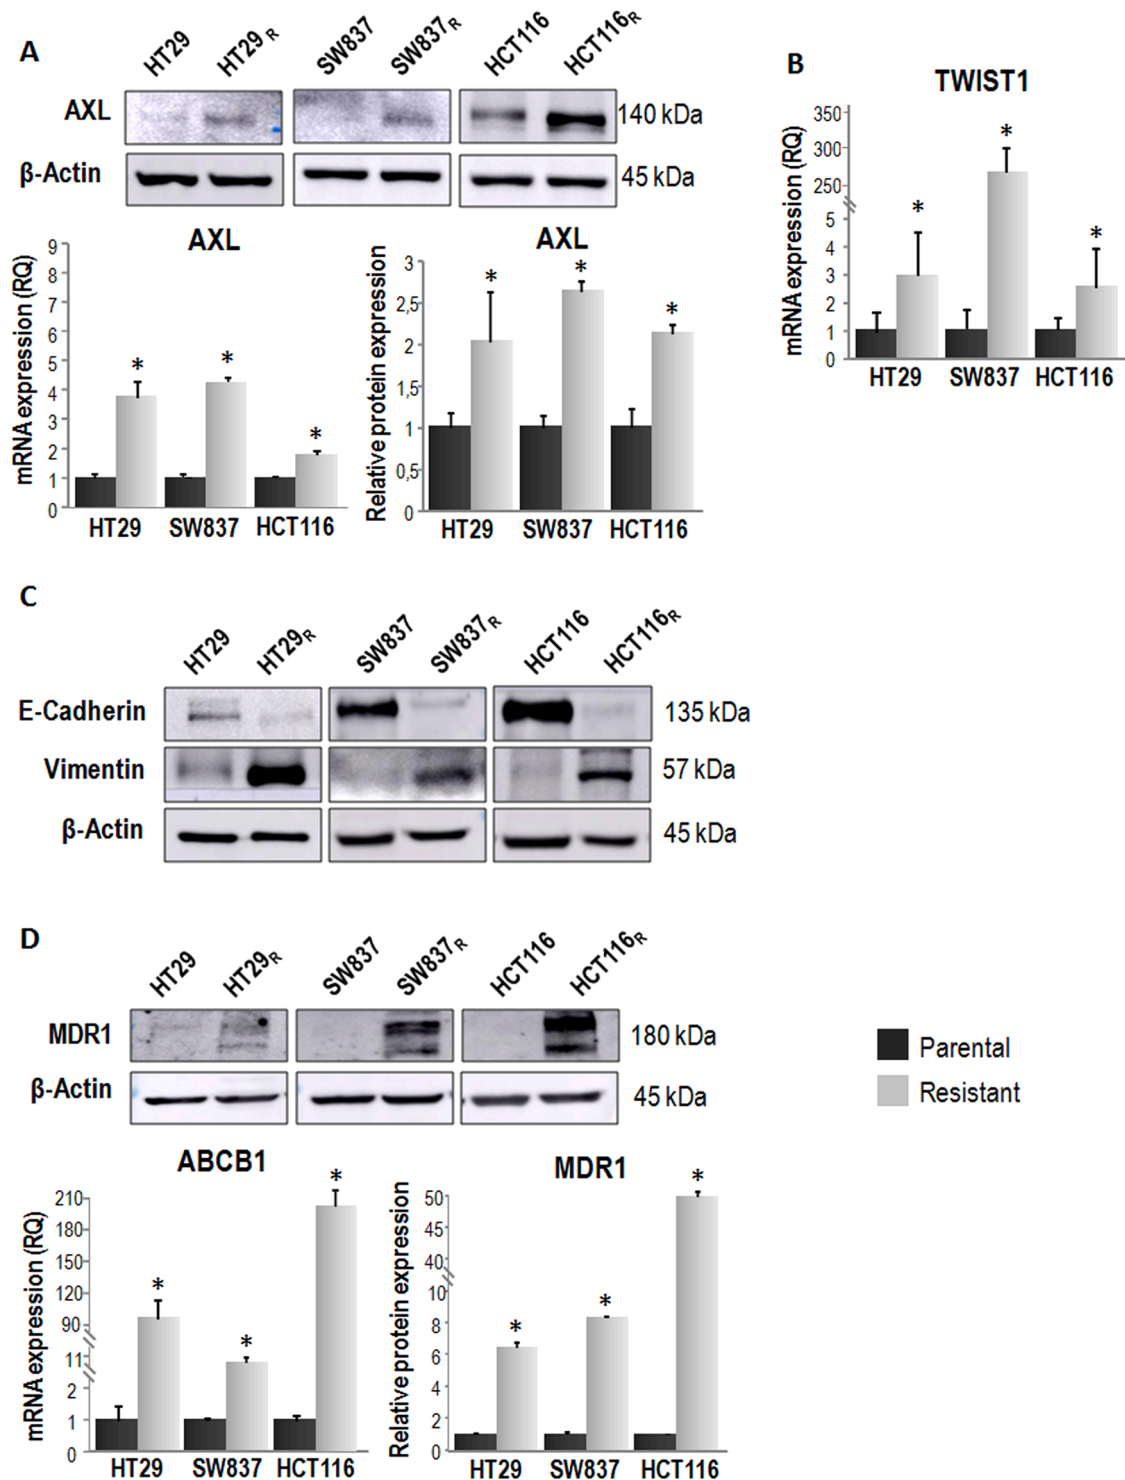 A
HT29 HT29R SW837 SW837R HCT116 HCT116R
AXL 140 kDa
β-Actin 45 kDa
AXL
mRNA expression (RQ)
9
8
7
6
5
4
3
2
1
0
* * *
HT29 SW837 HCT116
AXL
Relative protein expression
3
2,5
2
1,5
1
0,5
0
* * *
HT29 SW837 HCT116
B
TWIST1
mRNA expression (RQ)
350
300
250
5
4
3
2
1
0
* * *
HT29 SW837 HCT116
C
HT29 HT29R SW837 SW837R HCT116 HCT116R
E-Cadherin 135 kDa
Vimentin 57 kDa
β-Actin 45 kDa
D
HT29 HT29R SW837 SW837R HCT116 HCT116R
MDR1 180 kDa
β-Actin 45 kDa
Parental
Resistant
ABCB1
mRNA expression (RQ)
210
180
150
120
90
11
2
1
0
* * *
HT29 SW837 HCT116
MDR1
Relative protein expression
50
45
40
10
8
6
4
2
0
* * *
HT29 SW837 HCT116